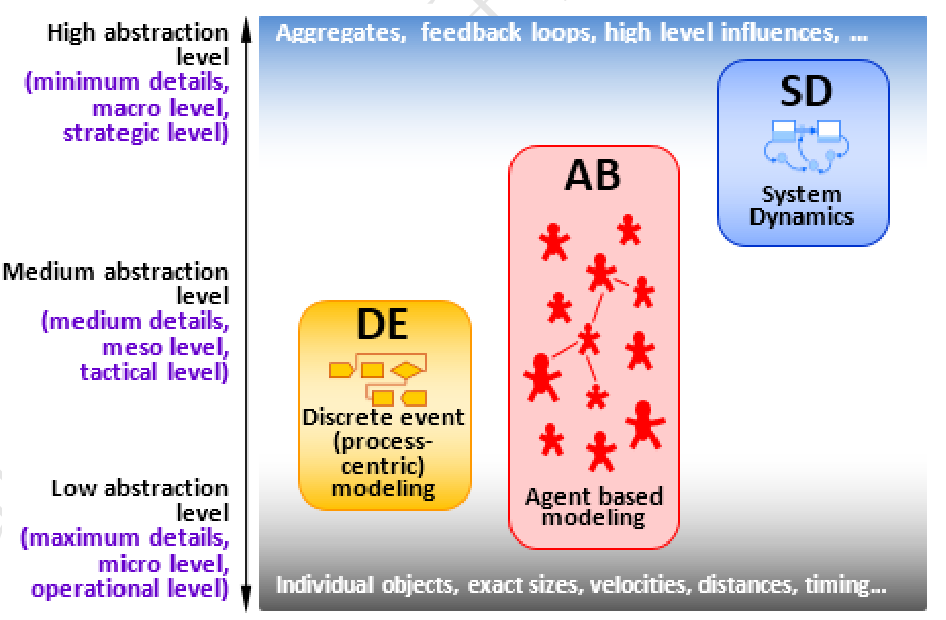 High abstraction
level
(minimum details,
macro level,
strategic level)
Medium abstraction
level
(medium details,
meso level,
tactical level)
Low abstraction
level
(maximum details,
micro level,
operational level)
Aggregates, feedback loops, high level influences, ...
SD
System
Dynamics
AB
Agent based
modeling
DE
Discrete event
(process-
centric)
modeling
Individual objects, exact sizes, velocities, distances, timing...